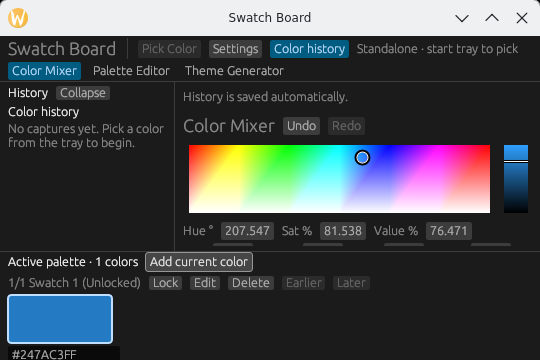 Swatch Board
Swatch Board Pick Color Settings Color history Standalone · start tray to pick
Color Mixer Palette Editor Theme Generator
History Collapse
Color history
No captures yet. Pick a color
from the tray to begin.
History is saved automatically.
Color Mixer Undo Redo
Hue ° 207.547 Sat % 81.538 Value % 76.471
Active palette · 1 colors Add current color
1/1 Swatch 1 (Unlocked) Lock Edit Delete Earlier Later
#247AC3FF